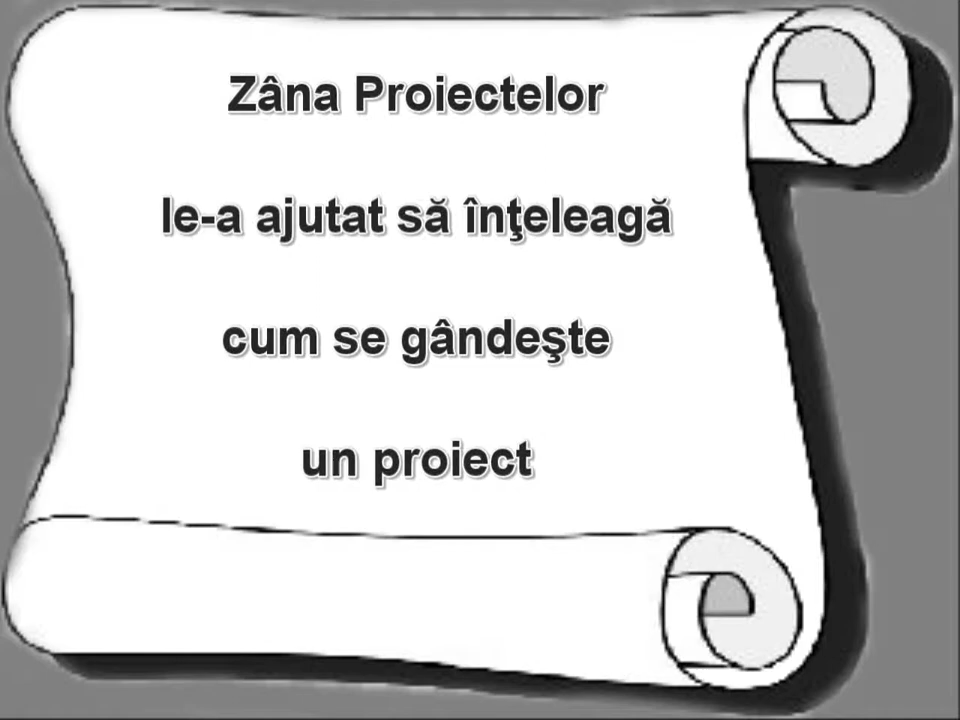 Zâna Proiectelor
le-a ajutat să înţeleagă
cum se gândeşte
un proiect